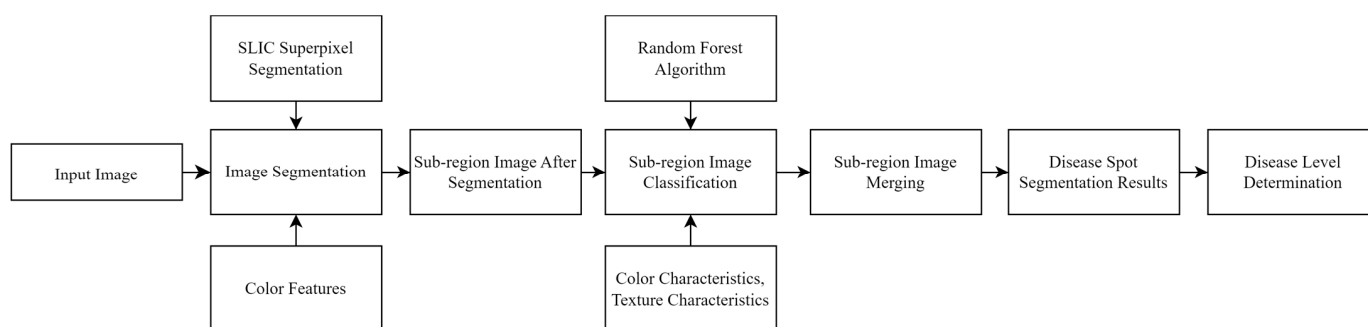 SLIC Superpixel
Segmentation
Random Forest
Algorithm
Input Image
Image Segmentation
Sub-region Image After
Segmentation
Sub-region Image
Classification
Sub-region Image
Merging
Disease Spot
Segmentation Results
Disease Level
Determination
Color Features
Color Characteristics,
Texture Characteristics